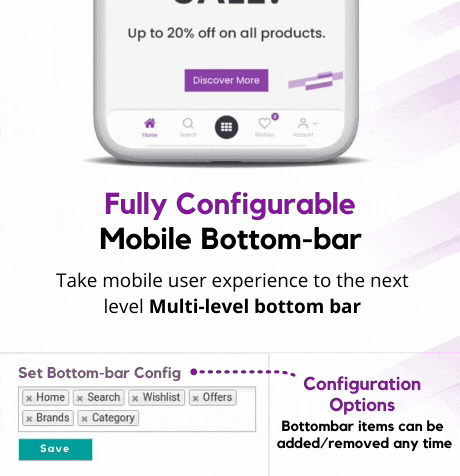 SALE!
Up to 20% off on all products.
Discover More
Home Search Wishlist Account
Fully Configurable
Mobile Bottom-bar
Take mobile user experience to the next
level Multi-level bottom bar
Set Bottom-bar Config
× Home × Search × Wishlist × Offers
× Brands × Category
Save
Configuration
Options
Bottombar items can be
added/removed any time